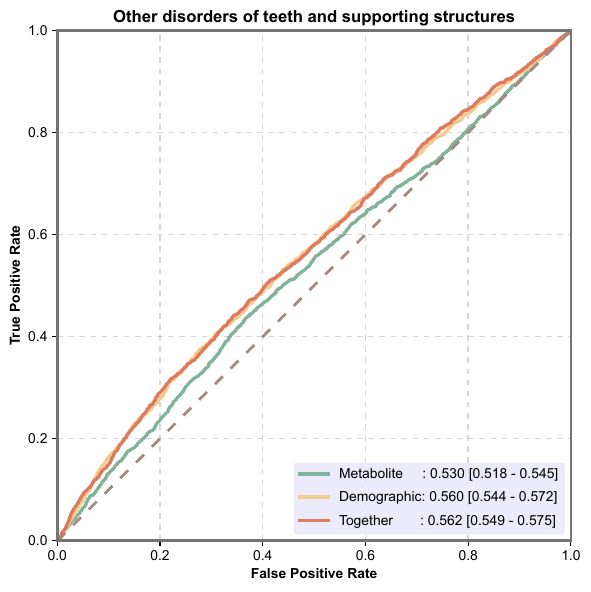 Other disorders of teeth and supporting structures
1.0
0.8
0.6
0.4
0.2
0.0
True Positive Rate
Metabolite : 0.530 [0.518 - 0.545]
Demographic: 0.560 [0.544 - 0.572]
Together : 0.562 [0.549 - 0.575]
0.0 0.2 0.4 0.6 0.8 1.0
False Positive Rate